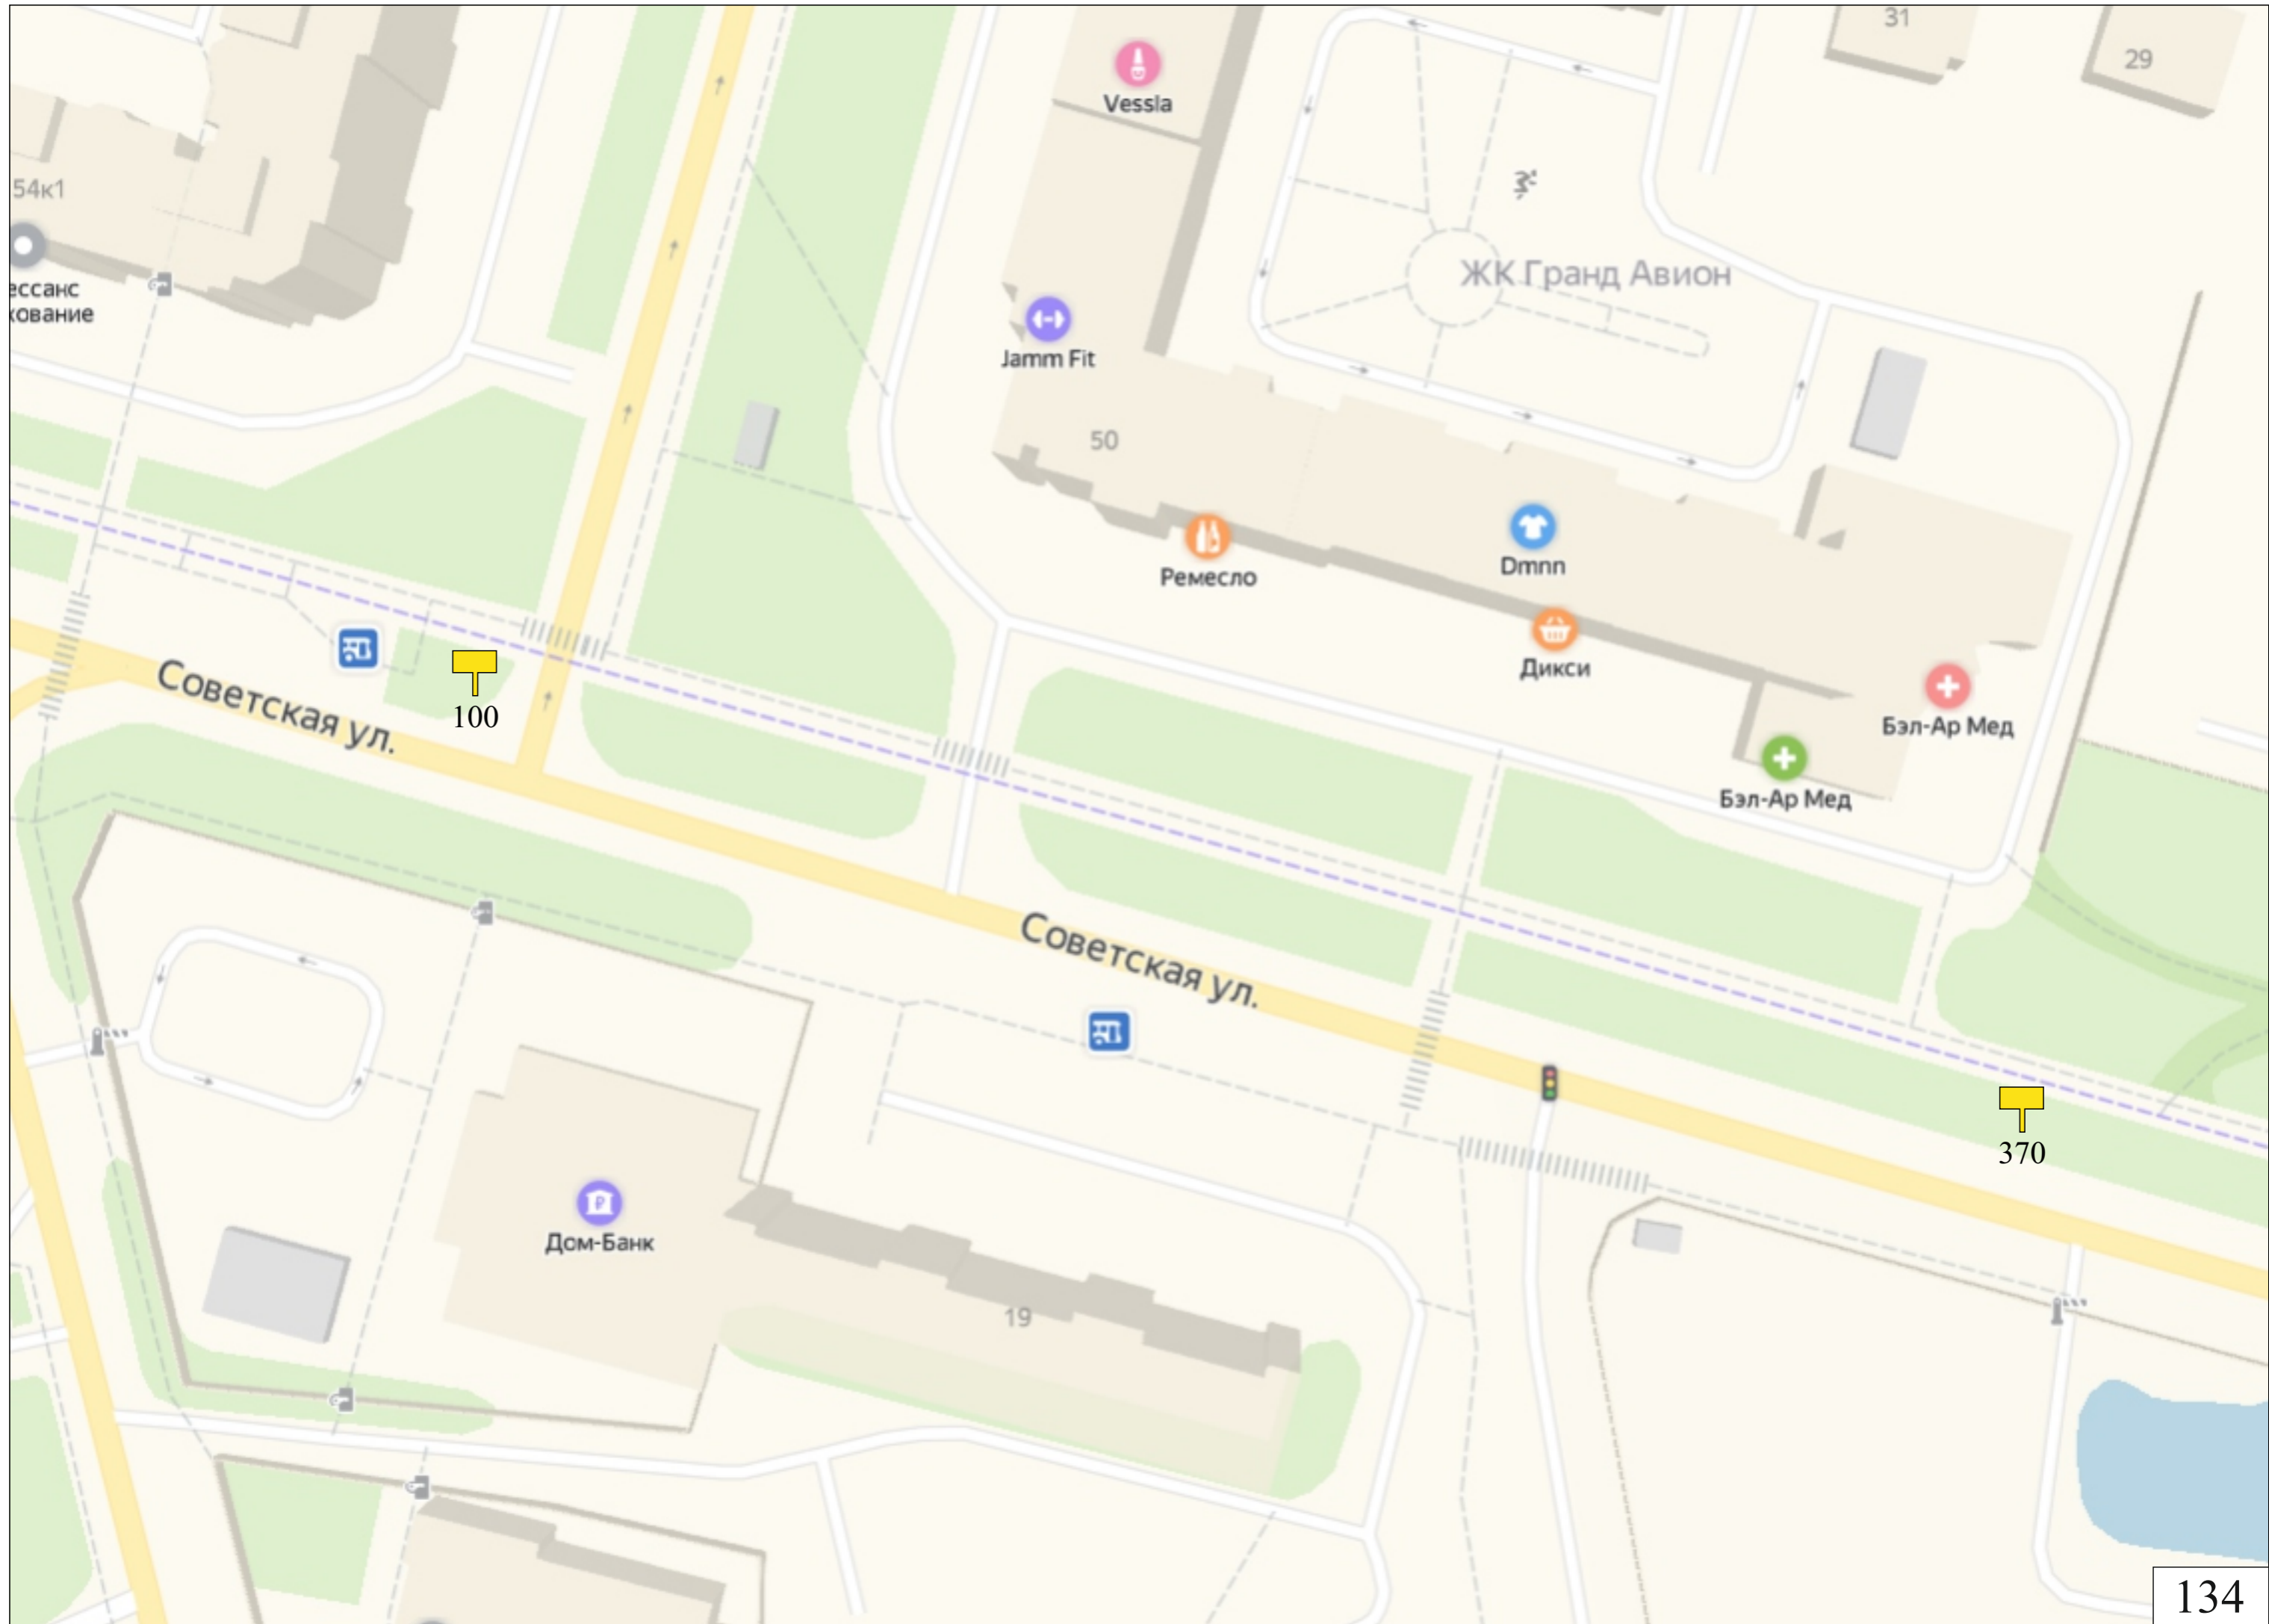 31
29
Vessla
54к1
ессанс
кование
ЖК Гранд Авион
Jamm Fit
50
Ремесло
Dmnn
Дикси
Советская ул.
100
Бэл-Ар Мед
Бэл-Ар Мед
Советская ул.
370
Дом-Банк
19
134